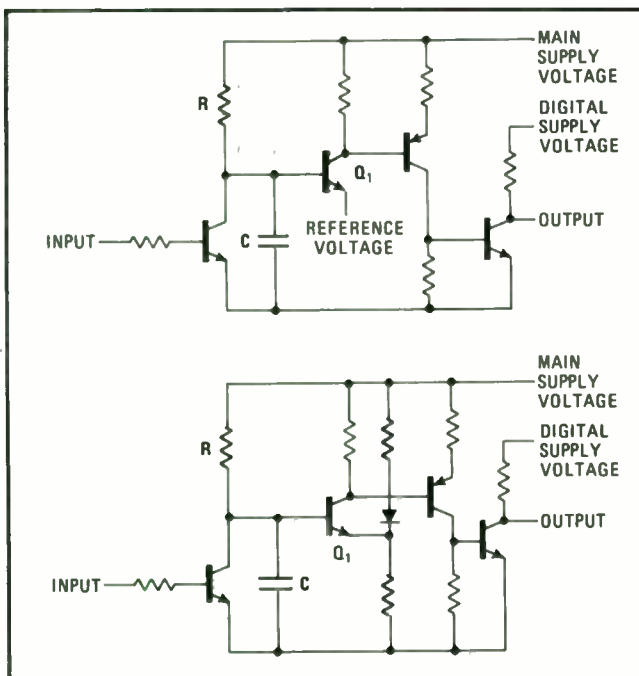 MAIN
SUPPLY
VOLTAGE
R
DIGITAL
SUPPLY
VOLTAGE
Q1
INPUT
C
REFERENCE
VOLTAGE
OUTPUT
MAIN
SUPPLY
VOLTAGE
R
DIGITAL
SUPPLY
VOLTAGE
OUTPUT
Q1
INPUT
C